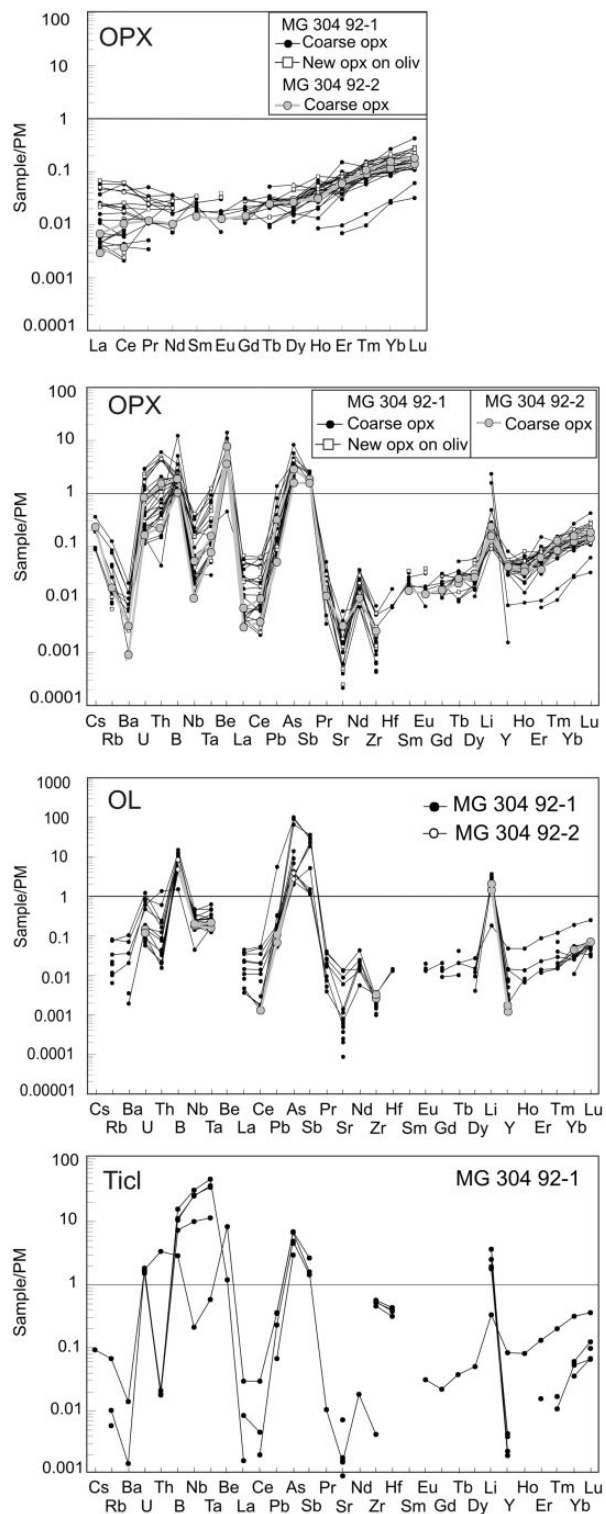 OPX
MG 304 92-1
Coarse opx
New opx on oliv
MG 304 92-2
Coarse opx
Sample/PM
100
10
1
0.1
0.01
0.001
0.0001
La Ce Pr Nd Sm Eu Gd Tb Dy Ho Er Tm Yb Lu
OPX
MG 304 92-1
Coarse opx
New opx on oliv
MG 304 92-2
Coarse opx
Sample/PM
100
10
1
0.1
0.01
0.001
0.0001
Cs Ba Th Nb Be Ce As Pr Nd Hf Eu Tb Li Ho Tm Lu
Rb U B Ta La Pb Sb Sr Zr Sm Gd Dy Y Er Yb
OL
MG 304 92-1
MG 304 92-2
Sample/PM
1000
100
10
1
0.1
0.01
0.001
0.0001
0.00001
Cs Ba Th Nb Be Ce As Pr Nd Hf Eu Tb Li Ho Tm Lu
Rb U B Ta La Pb Sb Sr Zr Sm Gd Dy Y Er Yb
Ticl
MG 304 92-1
Sample/PM
100
10
1
0.1
0.01
0.001
Cs Ba Th Nb Be Ce As Pr Nd Hf Eu Tb Li Ho Tm Lu
Rb U B Ta La Pb Sb Sr Zr Sm Gd Dy Y Er Yb